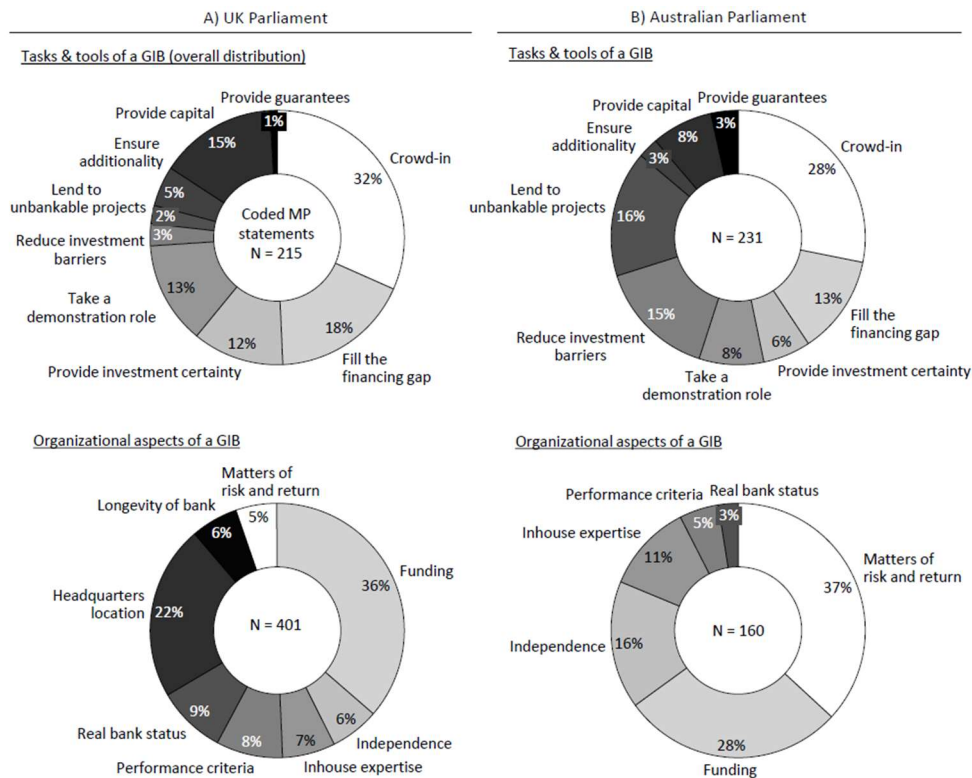 A) UK Parliament
B) Australian Parliament
Tasks & tools of a GIB (overall distribution)
Provide guarantees
Provide capital
Ensure
additionality
Lend to
unbankable projects
Reduce investment
barriers
Take a
demonstration role
Provide investment certainty
Fill the
financing gap
Crowd-in
1%
15%
5%
2%
3%
13%
12%
18%
32%
Coded MP
statements
N = 215
Tasks & tools of a GIB
Provide guarantees
Provide capital
Ensure
additionality
Lend to
unbankable projects
Reduce investment
barriers
Take a
demonstration role
Provide investment certainty
Fill the
financing gap
Crowd-in
3%
8%
3%
16%
15%
8%
6%
13%
28%
N = 231
Organizational aspects of a GIB
Matters of
risk and return
Longevity of bank
Headquarters
location
Real bank status
Performance criteria
Inhouse expertise
Independence
Funding
5%
6%
22%
9%
8%
7%
6%
36%
N = 401
Organizational aspects of a GIB
Real bank status
Performance criteria
Inhouse expertise
Independence
Funding
Matters of
risk and return
3%
5%
11%
16%
28%
37%
N = 160